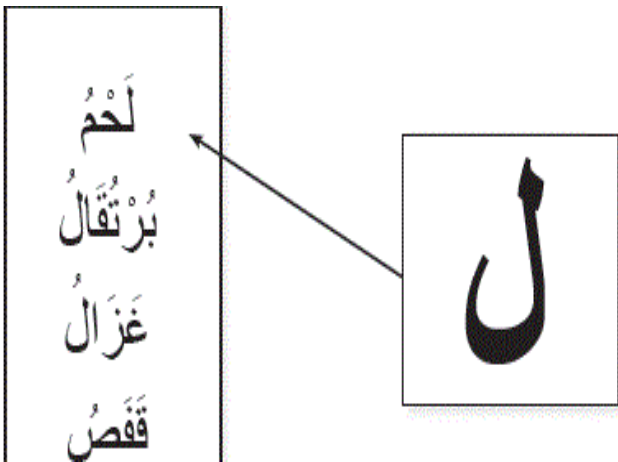 لَحْمُ
بُرْتُقَالُ
غَزَالُ
قَفَصُ
ل